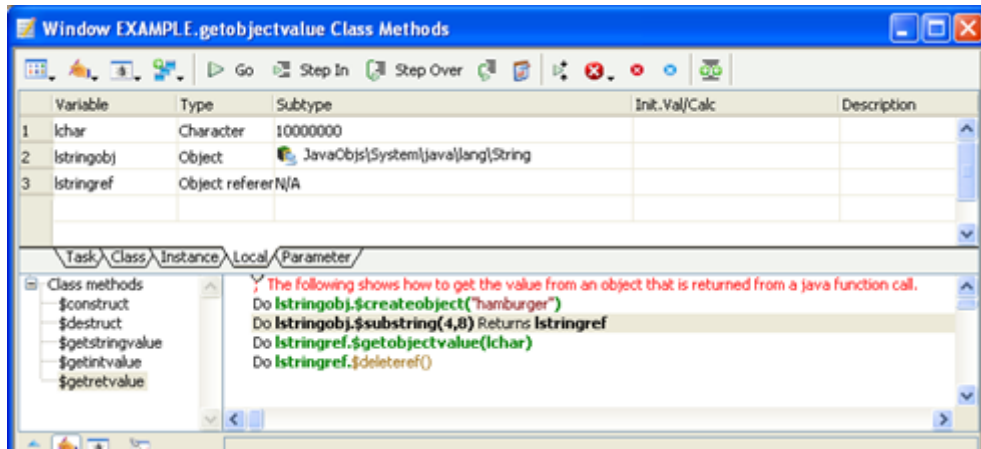 Window EXAMPLE.getobjectvalue Class Methods
Go Step In Step Over
Variable Type Subtype Init.Val/Calc Description
1 lchar Character 10000000
2 lstringobj Object JavaObjs\System\java\lang\String
3 lstringref Object referer N/A
Task Class Instance Local Parameter
Class methods
$construct
$destruct
$getstringvalue
$getintvalue
$getretvalue
; The following shows how to get the value from an object that is returned from a java function call.
Do lstringobj.$createobject("hamburger")
Do lstringobj.$substring(4,8) Returns lstringref
Do lstringref.$getobjectvalue(lchar)
Do lstringref.$deleteref()